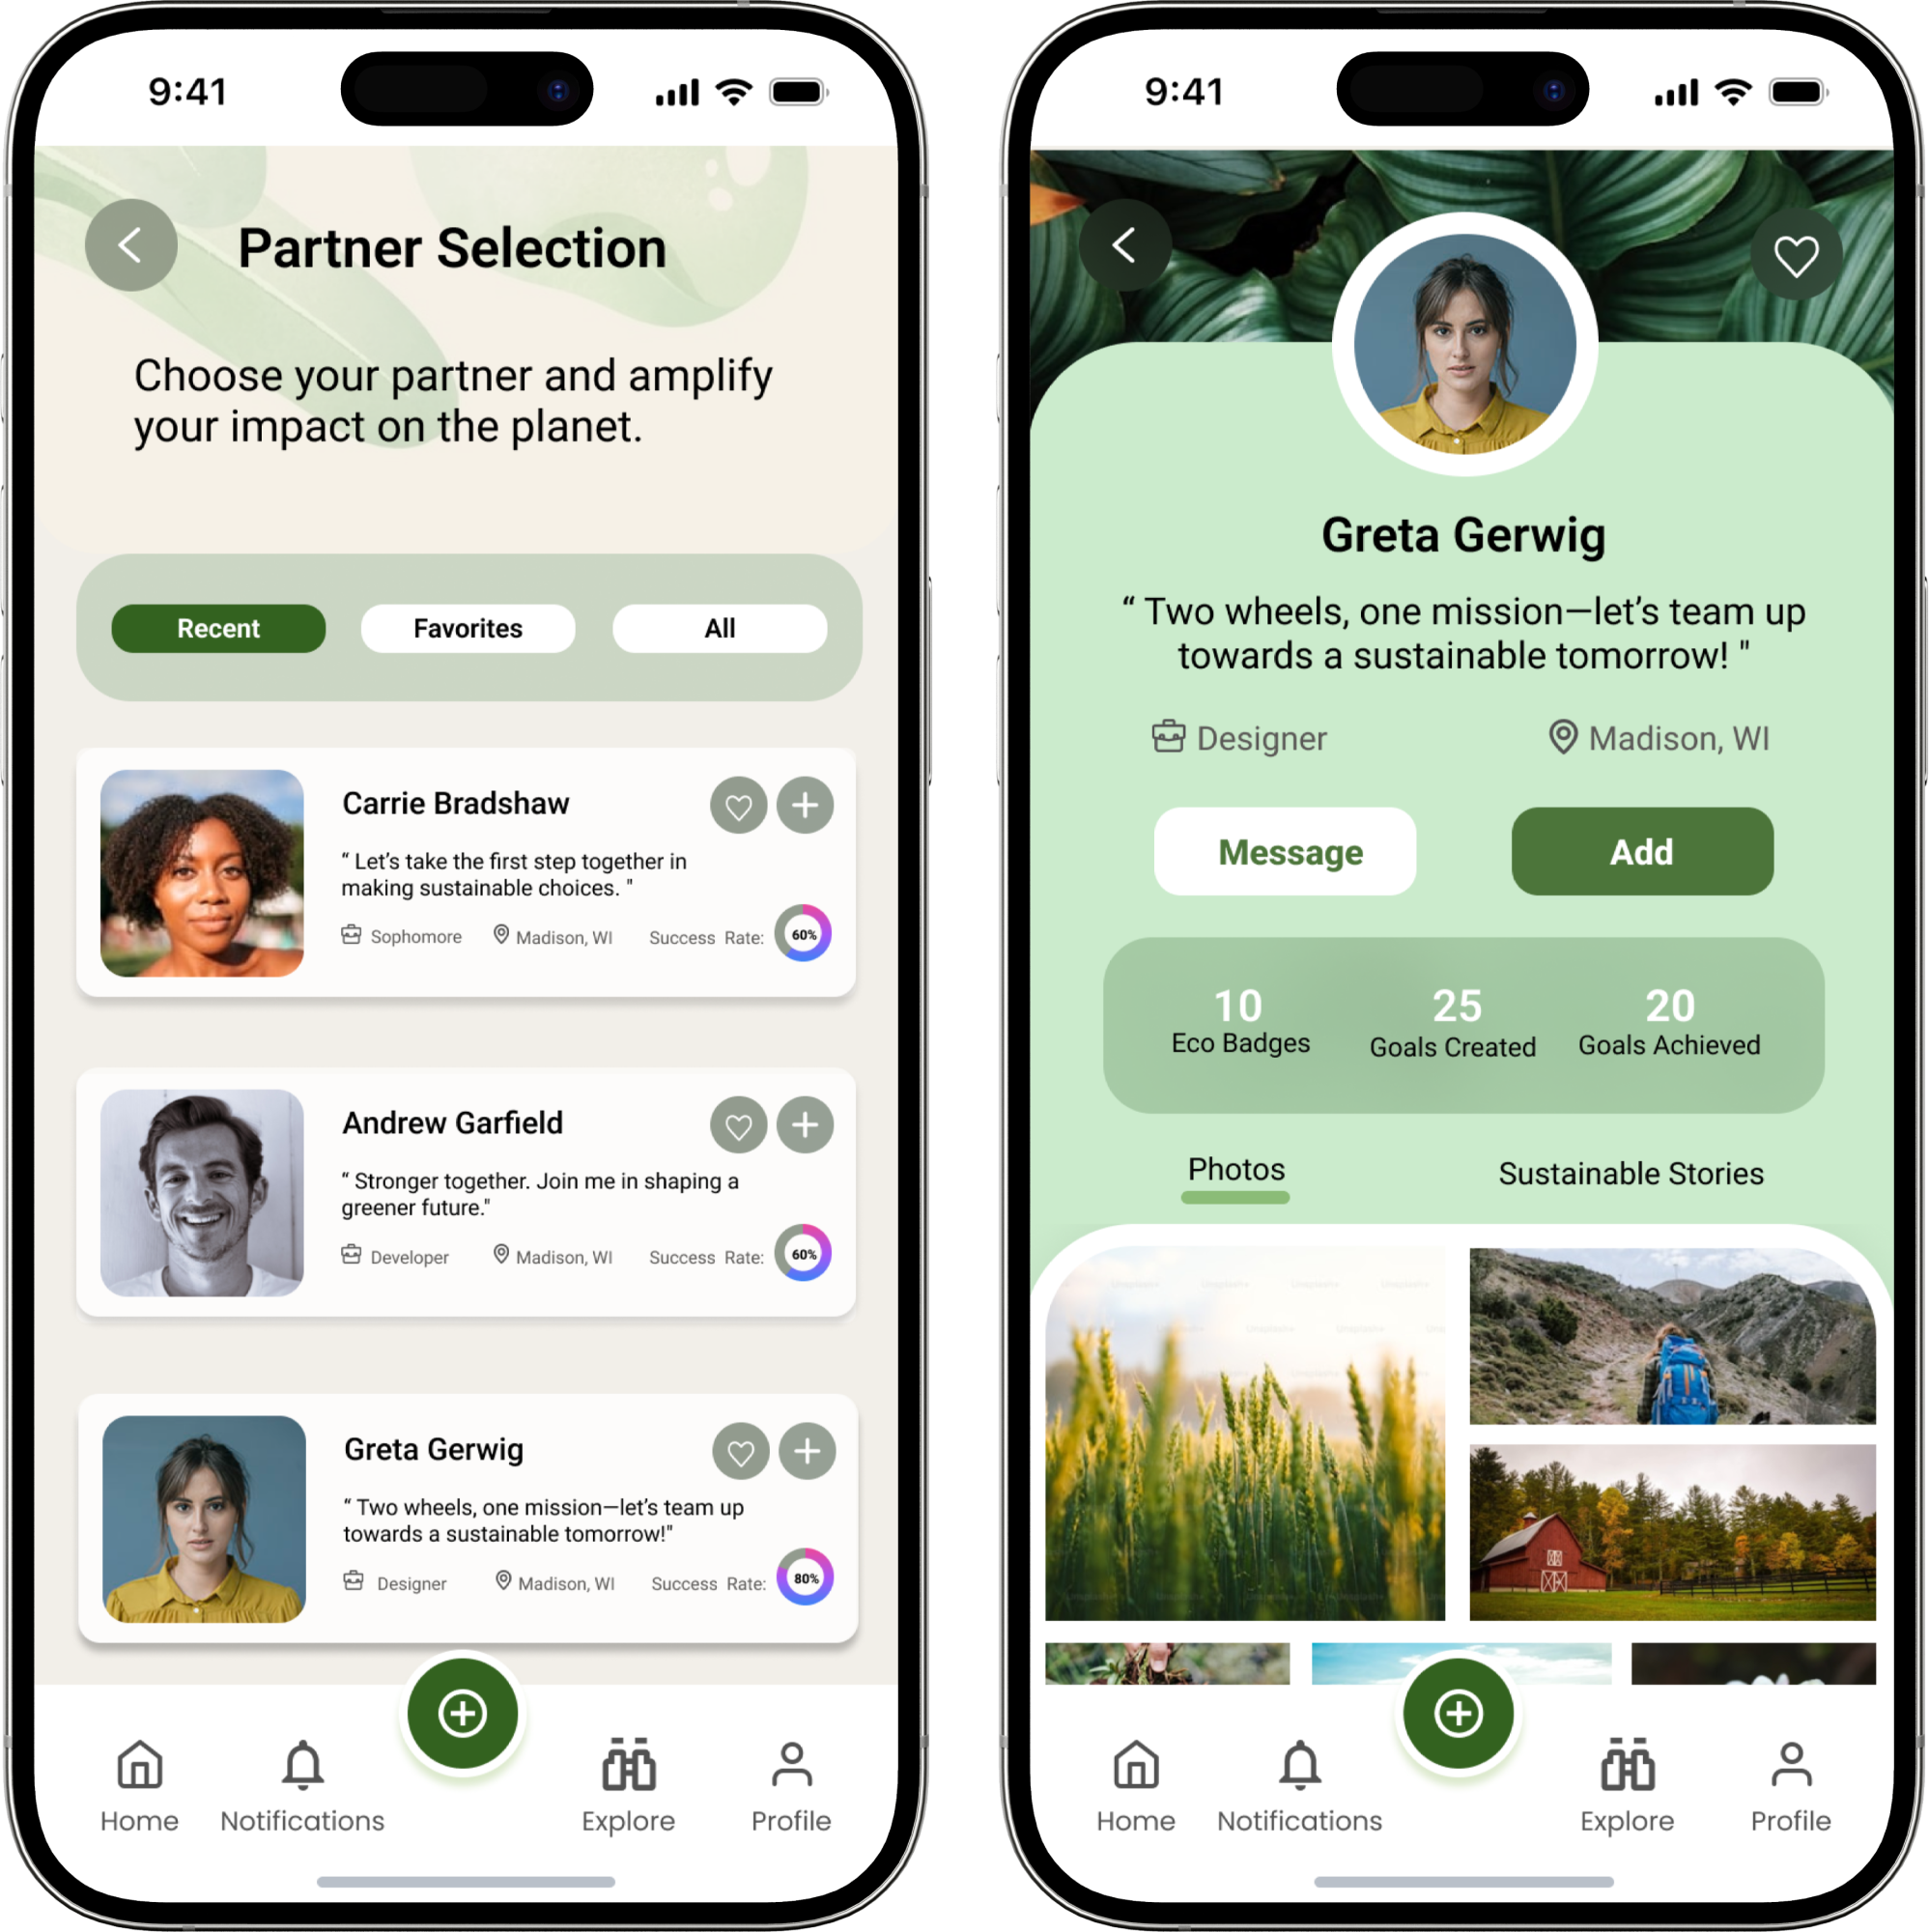 9:41
Partner Selection
Choose your partner and amplify
your impact on the planet.
Recent
Favorites
All
Carrie Bradshaw
“ Let’s take the first step together in
making sustainable choices. "
Sophomore
Madison, WI
Success Rate:
60%
Andrew Garfield
“ Stronger together. Join me in shaping a
greener future."
Developer
Madison, WI
Success Rate:
60%
Greta Gerwig
“ Two wheels, one mission—let’s team up
towards a sustainable tomorrow!"
Designer
Madison, WI
Success Rate:
80%
Home
Notifications
Explore
Profile
9:41
Greta Gerwig
“ Two wheels, one mission—let’s team up
towards a sustainable tomorrow! "
Designer
Madison, WI
Message
Add
10
Eco Badges
25
Goals Created
20
Goals Achieved
Photos
Sustainable Stories
Home
Notifications
Explore
Profile